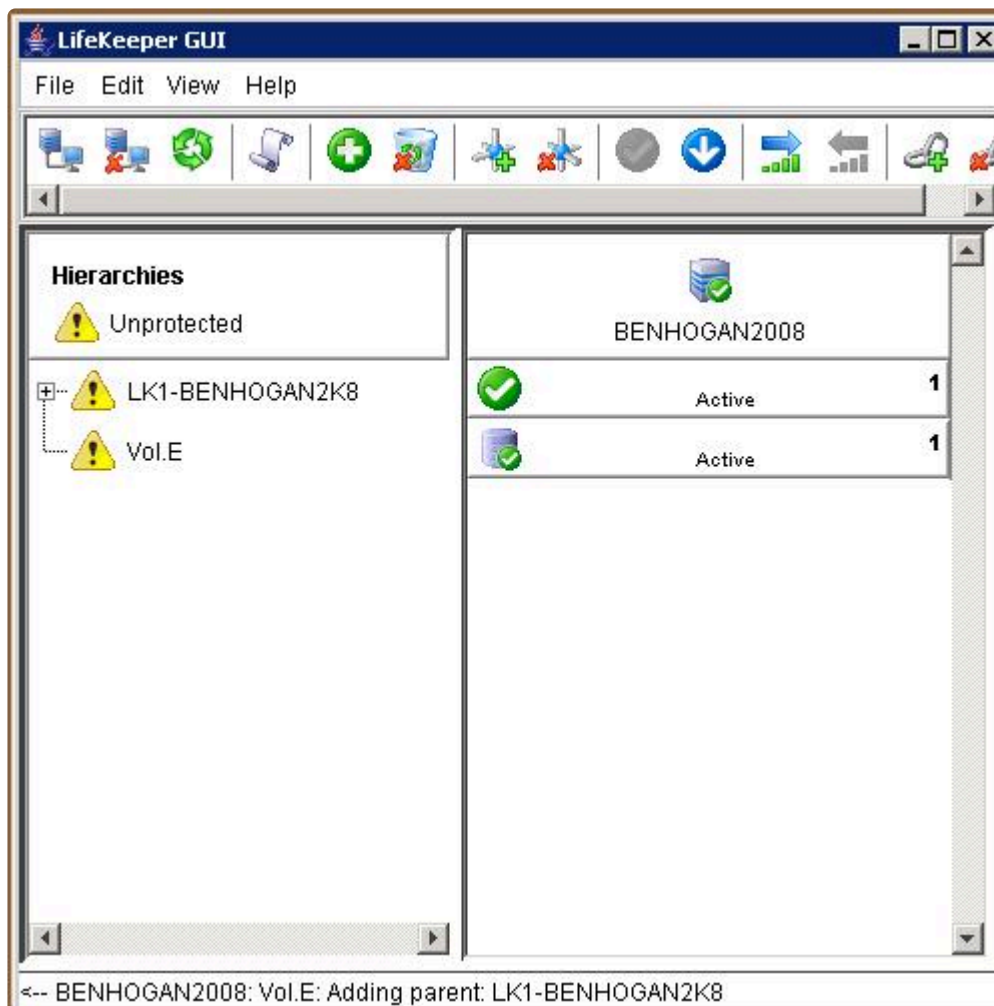 LifeKeeper GUI
File Edit View Help
Hierarchies
Unprotected
BENHOGAN2008
LK1-BENHOGAN2K8
Active 1
Vol.E
Active 1
<-- BENHOGAN2008: Vol.E: Adding parent: LK1-BENHOGAN2K8